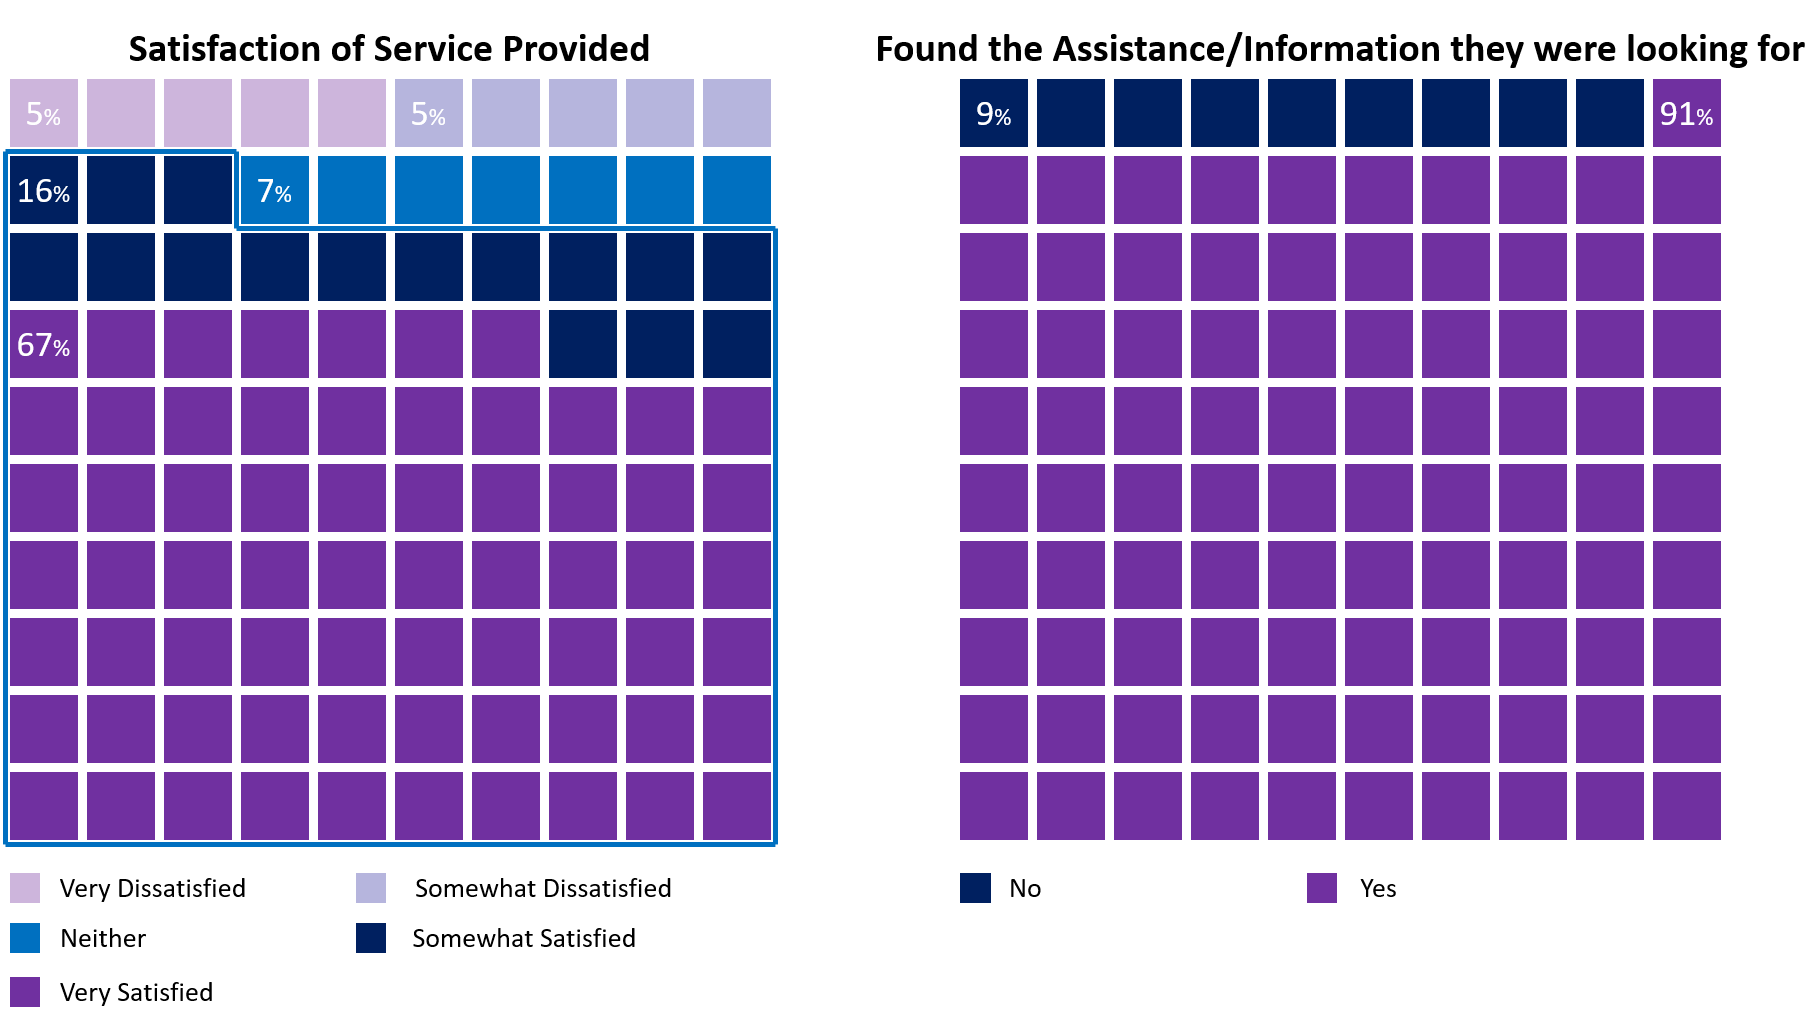 Satisfaction of Service Provided
5%
5%
16%
7%
67%
Very Dissatisfied
Somewhat Dissatisfied
Neither
Somewhat Satisfied
Very Satisfied
Found the Assistance/Information they were looking for
9%
91%
No
Yes